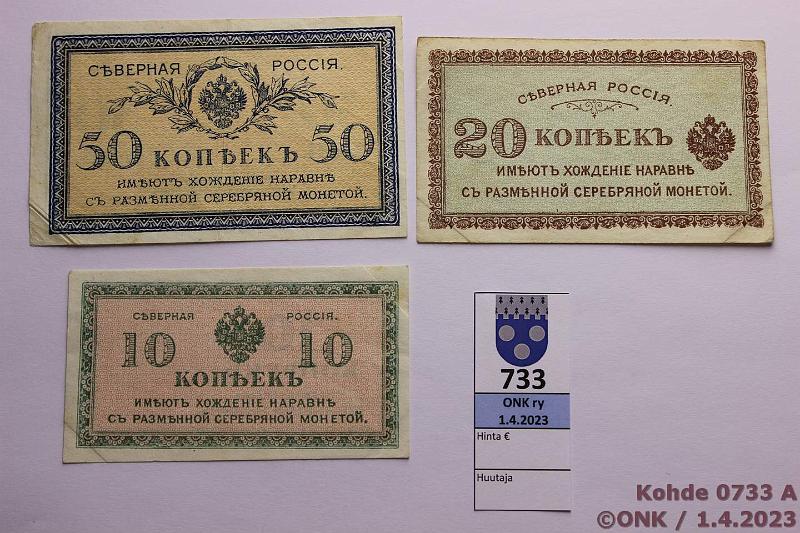 СѢВЕРНАЯ РОССІЯ.
50 КОПѢЕКЪ 50
ИМѢЮТЪ ХОЖДЕНІЕ НАРАВНѢ
СЪ РАЗМѢННОЙ СЕРЕБРЯНОЙ МОНЕТОЙ.
СѢВЕРНАЯ РОССІЯ.
20 КОПѢЕКЪ
ИМѢЮТЪ ХОЖДЕНІЕ НАРАВНѢ
СЪ РАЗМѢННОЙ СЕРЕБРЯНОЙ МОНЕТОЙ.
СѢВЕРНАЯ РОССІЯ.
10 10
КОПѢЕКЪ
ИМѢЮТЪ ХОЖДЕНІЕ НАРАВНѢ
СЪ РАЗМѢННОЙ СЕРЕБРЯНОЙ МОНЕТОЙ.
733
ONK ry
1.4.2023
Hinta €
Huutaja
Kohde 0733 A
©ONK / 1.4.2023